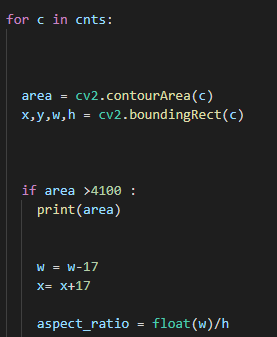 for c in cnts:
area = cv2.contourArea(c)
x,y,w,h = cv2.boundingRect(c)
if area >4100 :
print(area)
w = w-17
x= x+17
aspect_ratio = float(w)/h